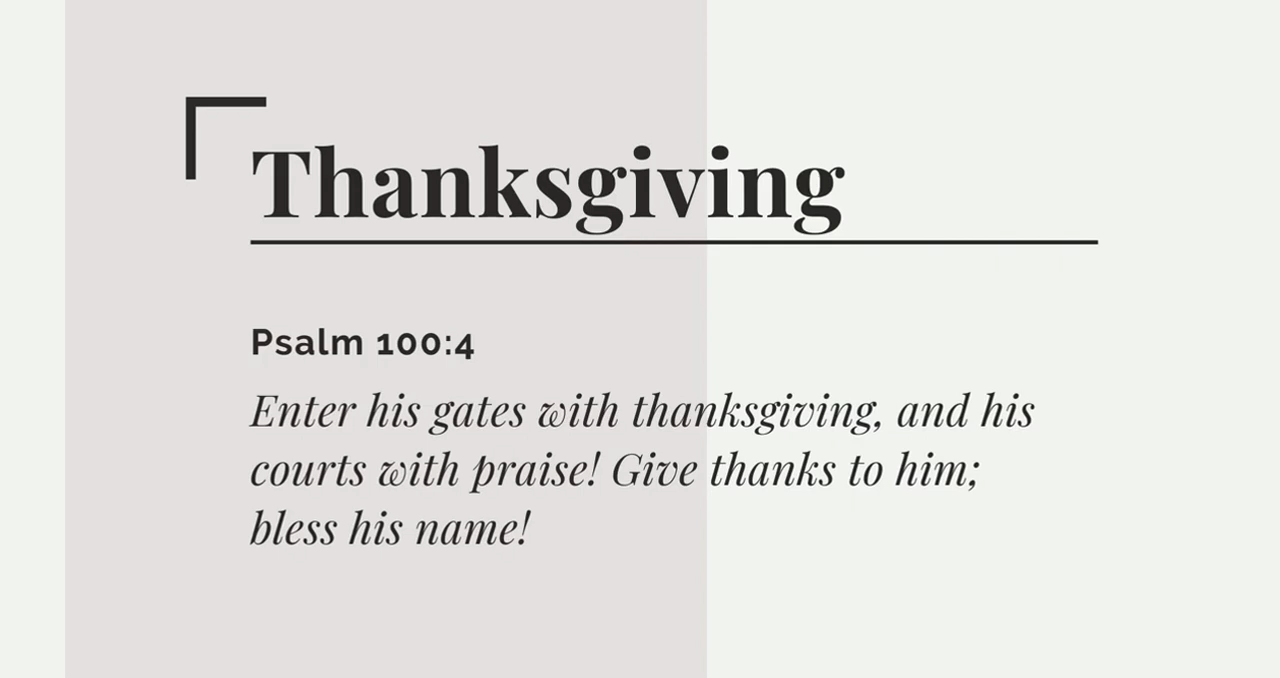 Thanksgiving
Psalm 100:4
Enter his gates with thanksgiving, and his
courts with praise! Give thanks to him;
bless his name!